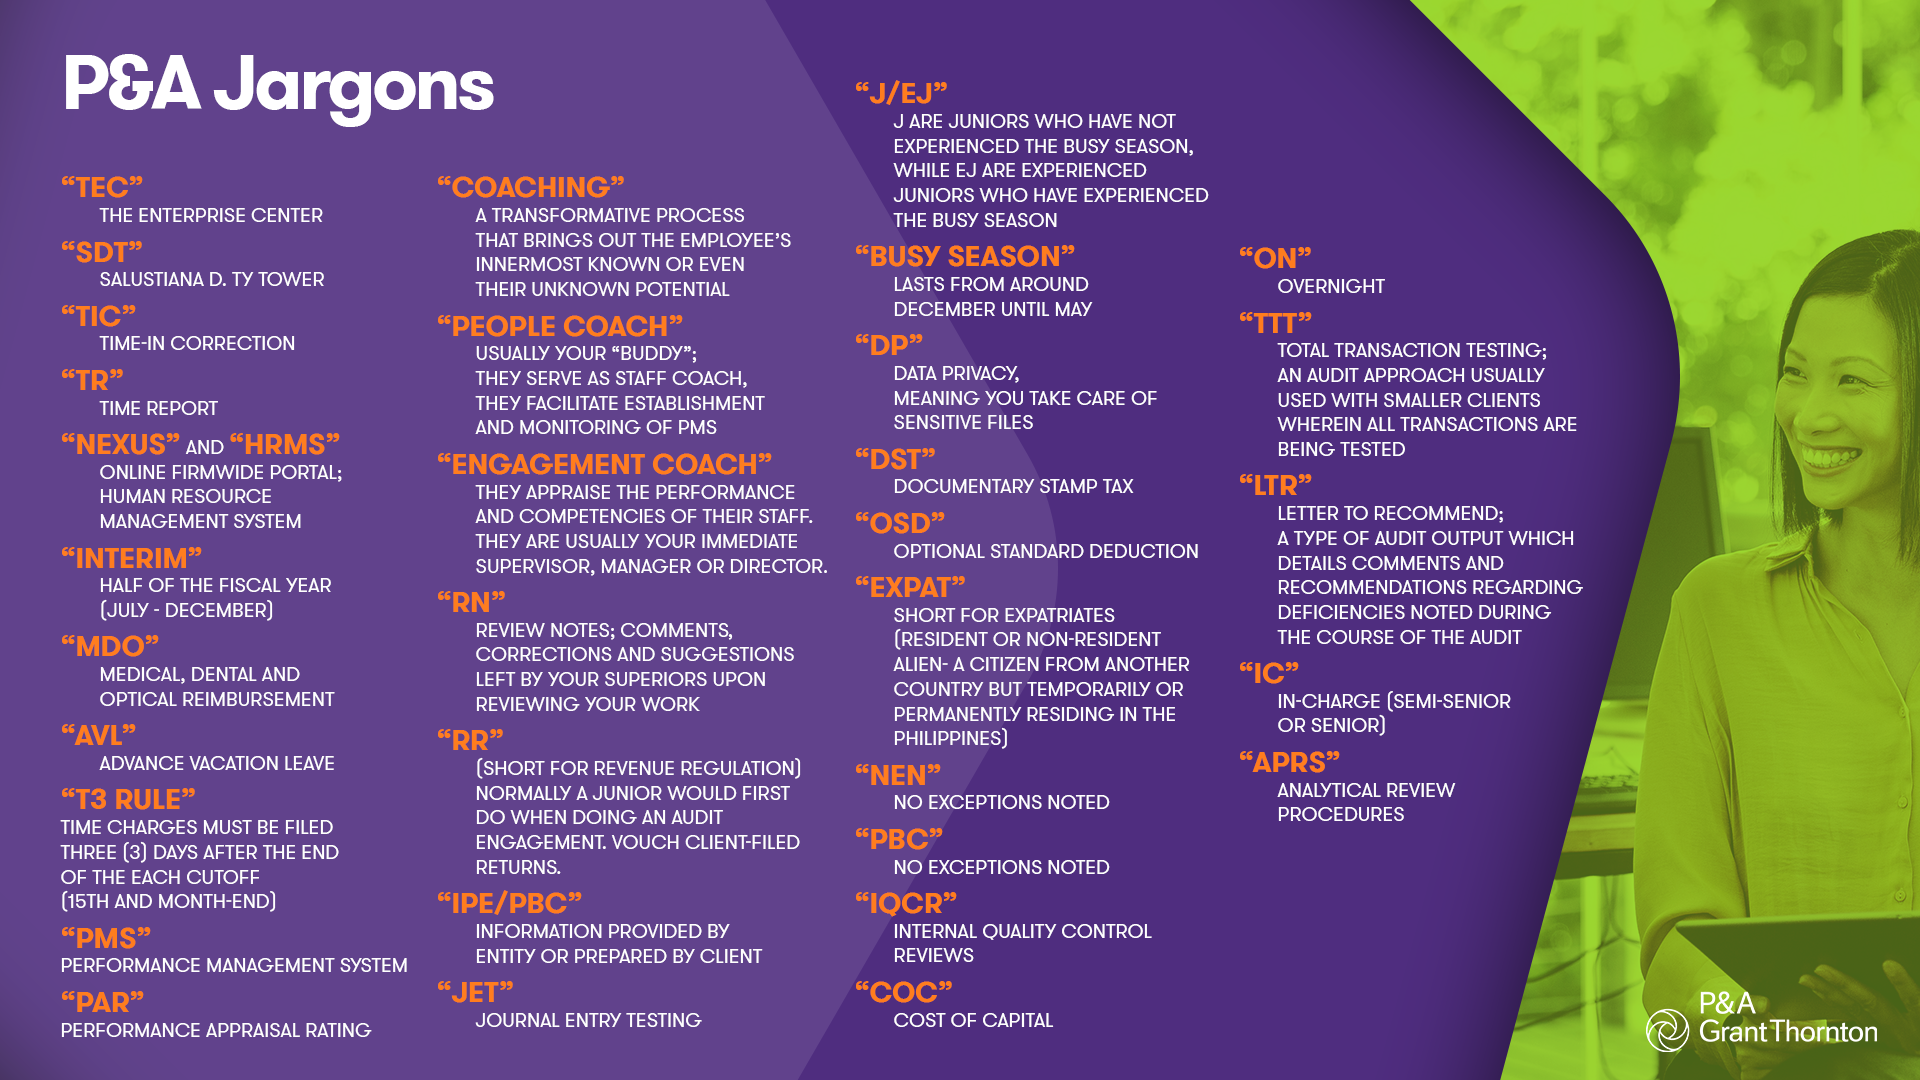 P&A Jargons
“TEC”
THE ENTERPRISE CENTER
“SDT”
SALUSTIANA D. TY TOWER
“TIC”
TIME-IN CORRECTION
“TR”
TIME REPORT
“NEXUS” AND “HRMS”
ONLINE FIRMWIDE PORTAL;
HUMAN RESOURCE
MANAGEMENT SYSTEM
“INTERIM”
HALF OF THE FISCAL YEAR
(JULY - DECEMBER)
“MDO”
MEDICAL, DENTAL AND
OPTICAL REIMBURSEMENT
“AVL”
ADVANCE VACATION LEAVE
“T3 RULE”
TIME CHARGES MUST BE FILED
THREE (3) DAYS AFTER THE END
OF THE EACH CUTOFF
(15TH AND MONTH-END)
“PMS”
PERFORMANCE MANAGEMENT SYSTEM
“PAR”
PERFORMANCE APPRAISAL RATING
“COACHING”
A TRANSFORMATIVE PROCESS
THAT BRINGS OUT THE EMPLOYEE’S
INNERMOST KNOWN OR EVEN
THEIR UNKNOWN POTENTIAL
“PEOPLE COACH”
USUALLY YOUR “BUDDY”;
THEY SERVE AS STAFF COACH,
THEY FACILITATE ESTABLISHMENT
AND MONITORING OF PMS
“ENGAGEMENT COACH”
THEY APPRAISE THE PERFORMANCE
AND COMPETENCIES OF THEIR STAFF.
THEY ARE USUALLY YOUR IMMEDIATE
SUPERVISOR, MANAGER OR DIRECTOR.
“RN”
REVIEW NOTES; COMMENTS,
CORRECTIONS AND SUGGESTIONS
LEFT BY YOUR SUPERIORS UPON
REVIEWING YOUR WORK
“RR”
(SHORT FOR REVENUE REGULATION)
NORMALLY A JUNIOR WOULD FIRST
DO WHEN DOING AN AUDIT
ENGAGEMENT. VOUCH CLIENT-FILED
RETURNS.
“IPE/PBC”
INFORMATION PROVIDED BY
ENTITY OR PREPARED BY CLIENT
“JET”
JOURNAL ENTRY TESTING
“J/EJ”
J ARE JUNIORS WHO HAVE NOT
EXPERIENCED THE BUSY SEASON,
WHILE EJ ARE EXPERIENCED
JUNIORS WHO HAVE EXPERIENCED
THE BUSY SEASON
“BUSY SEASON”
LASTS FROM AROUND
DECEMBER UNTIL MAY
“DP”
DATA PRIVACY,
MEANING YOU TAKE CARE OF
SENSITIVE FILES
“DST”
DOCUMENTARY STAMP TAX
“OSD”
OPTIONAL STANDARD DEDUCTION
“EXPAT”
SHORT FOR EXPATRIATES
(RESIDENT OR NON-RESIDENT
ALIEN- A CITIZEN FROM ANOTHER
COUNTRY BUT TEMPORARILY OR
PERMANENTLY RESIDING IN THE
PHILIPPINES)
“NEN”
NO EXCEPTIONS NOTED
“PBC”
NO EXCEPTIONS NOTED
“IQCR”
INTERNAL QUALITY CONTROL
REVIEWS
“COC”
COST OF CAPITAL
“ON”
OVERNIGHT
“TTT”
TOTAL TRANSACTION TESTING;
AN AUDIT APPROACH USUALLY
USED WITH SMALLER CLIENTS
WHEREIN ALL TRANSACTIONS ARE
BEING TESTED
“LTR”
LETTER TO RECOMMEND;
A TYPE OF AUDIT OUTPUT WHICH
DETAILS COMMENTS AND
RECOMMENDATIONS REGARDING
DEFICIENCIES NOTED DURING
THE COURSE OF THE AUDIT
“IC”
IN-CHARGE (SEMI-SENIOR
OR SENIOR)
“APRS”
ANALYTICAL REVIEW
PROCEDURES
P&A
Grant Thornton